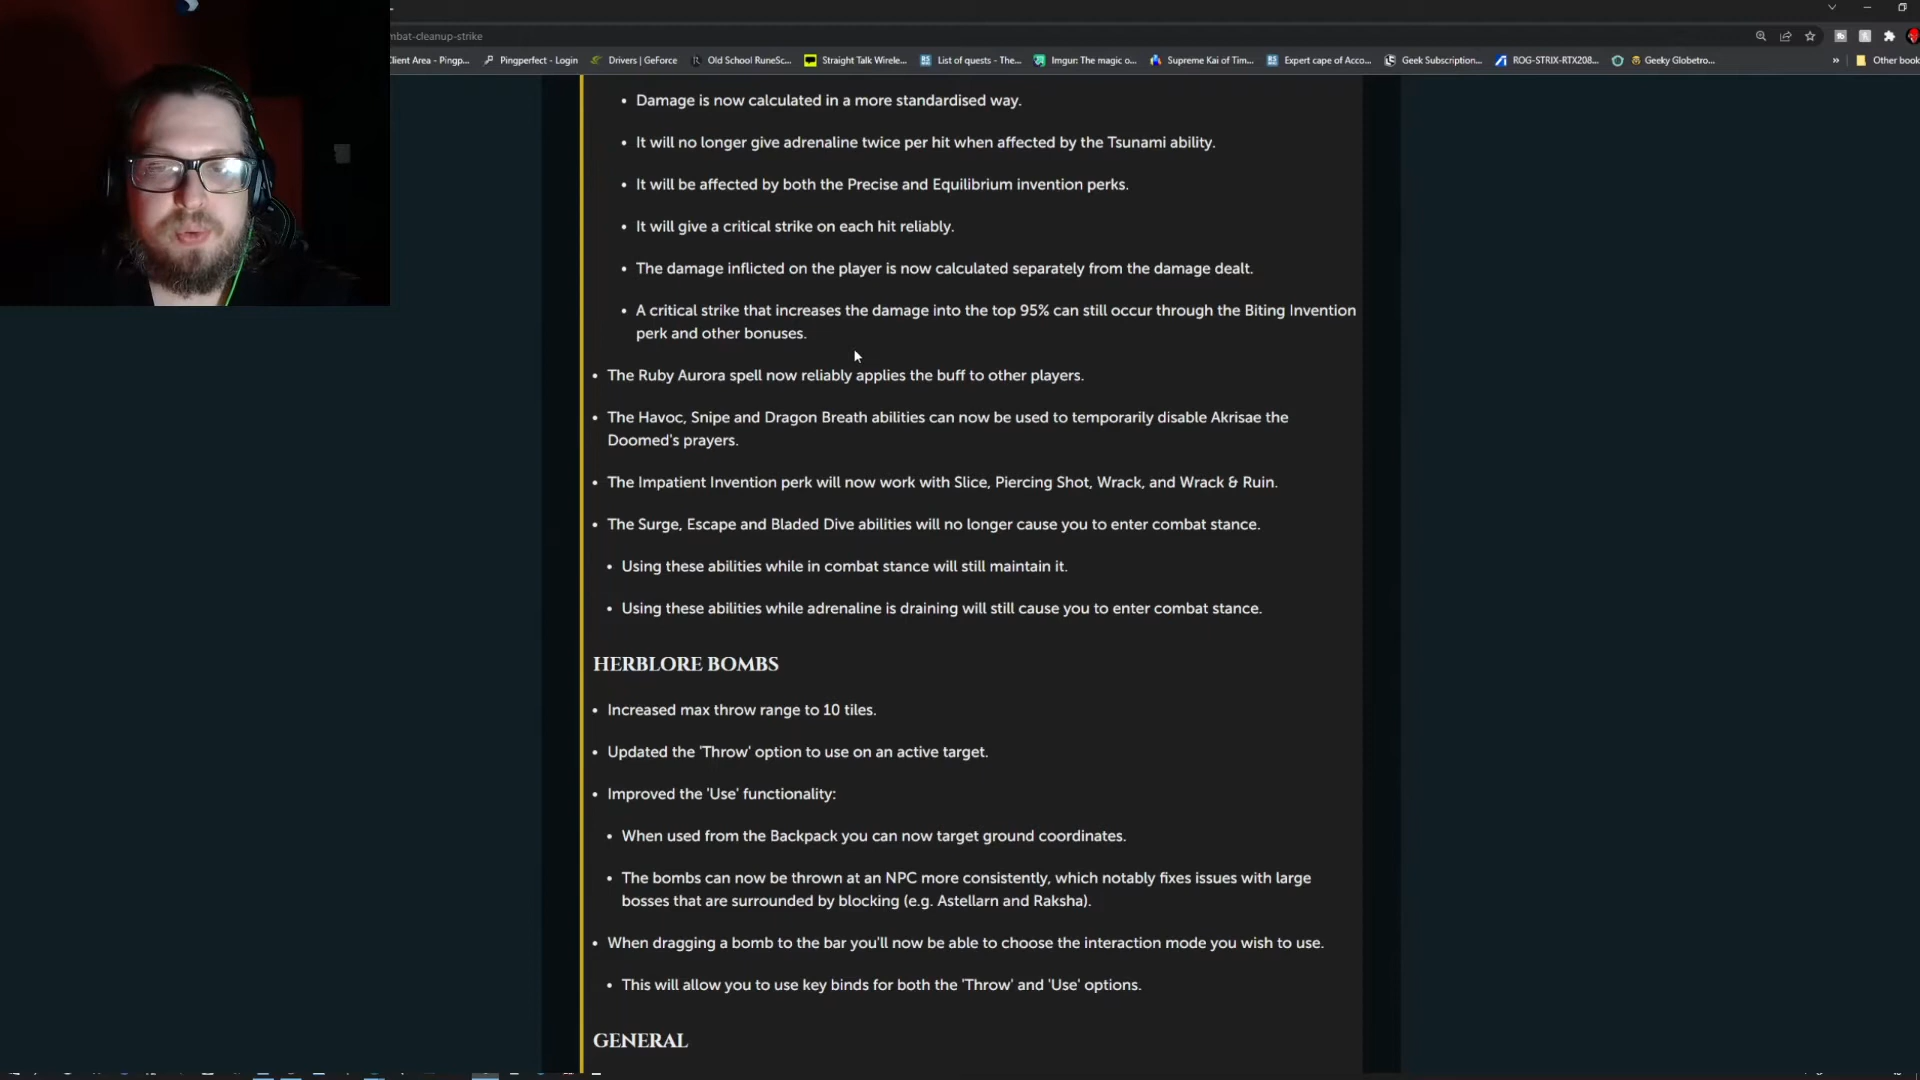 mbat-cleanup-strike
Client Area - Pingp... Pingperfect - Login Drivers | GeForce Old School RuneSc... Straight Talk Wirele... List of quests - The... Imgur: The magic o... Supreme Kai of Tim... Expert cape of Acco... Geek Subscription... ROG-STRIX-RTX208... Geeky Globetro... » Other book
• Damage is now calculated in a more standardised way.
• It will no longer give adrenaline twice per hit when affected by the Tsunami ability.
• It will be affected by both the Precise and Equilibrium invention perks.
• It will give a critical strike on each hit reliably.
• The damage inflicted on the player is now calculated separately from the damage dealt.
• A critical strike that increases the damage into the top 95% can still occur through the Biting Invention
perk and other bonuses.
• The Ruby Aurora spell now reliably applies the buff to other players.
• The Havoc, Snipe and Dragon Breath abilities can now be used to temporarily disable Akrisae the
Doomed's prayers.
• The Impatient Invention perk will now work with Slice, Piercing Shot, Wrack, and Wrack & Ruin.
• The Surge, Escape and Bladed Dive abilities will no longer cause you to enter combat stance.
• Using these abilities while in combat stance will still maintain it.
• Using these abilities while adrenaline is draining will still cause you to enter combat stance.
HERBLORE BOMBS
• Increased max throw range to 10 tiles.
• Updated the 'Throw' option to use on an active target.
• Improved the 'Use' functionality:
• When used from the Backpack you can now target ground coordinates.
• The bombs can now be thrown at an NPC more consistently, which notably fixes issues with large
bosses that are surrounded by blocking (e.g. Astellarn and Raksha).
• When dragging a bomb to the bar you'll now be able to choose the interaction mode you wish to use.
• This will allow you to use key binds for both the 'Throw' and 'Use' options.
GENERAL